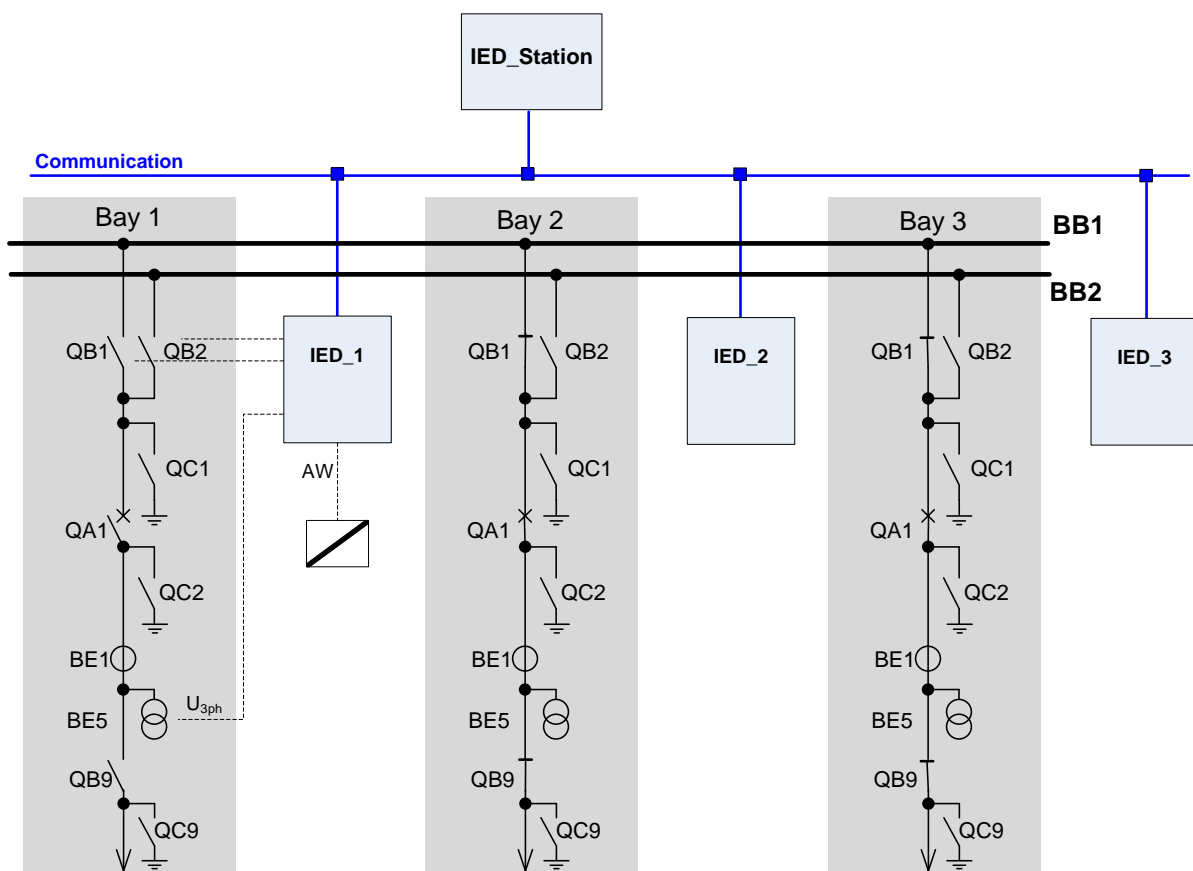 IED_Station
Communication
Bay 1
Bay 2
Bay 3
BB1
BB2
QB1
QB2
IED_1
QB1
QB2
IED_2
QB1
QB2
IED_3
QC1
AW
QC1
QC1
QA1
QA1
QA1
QC2
QC2
QC2
BE1
BE1
BE1
BE5
U3ph
BE5
BE5
QB9
QB9
QB9
QC9
QC9
QC9